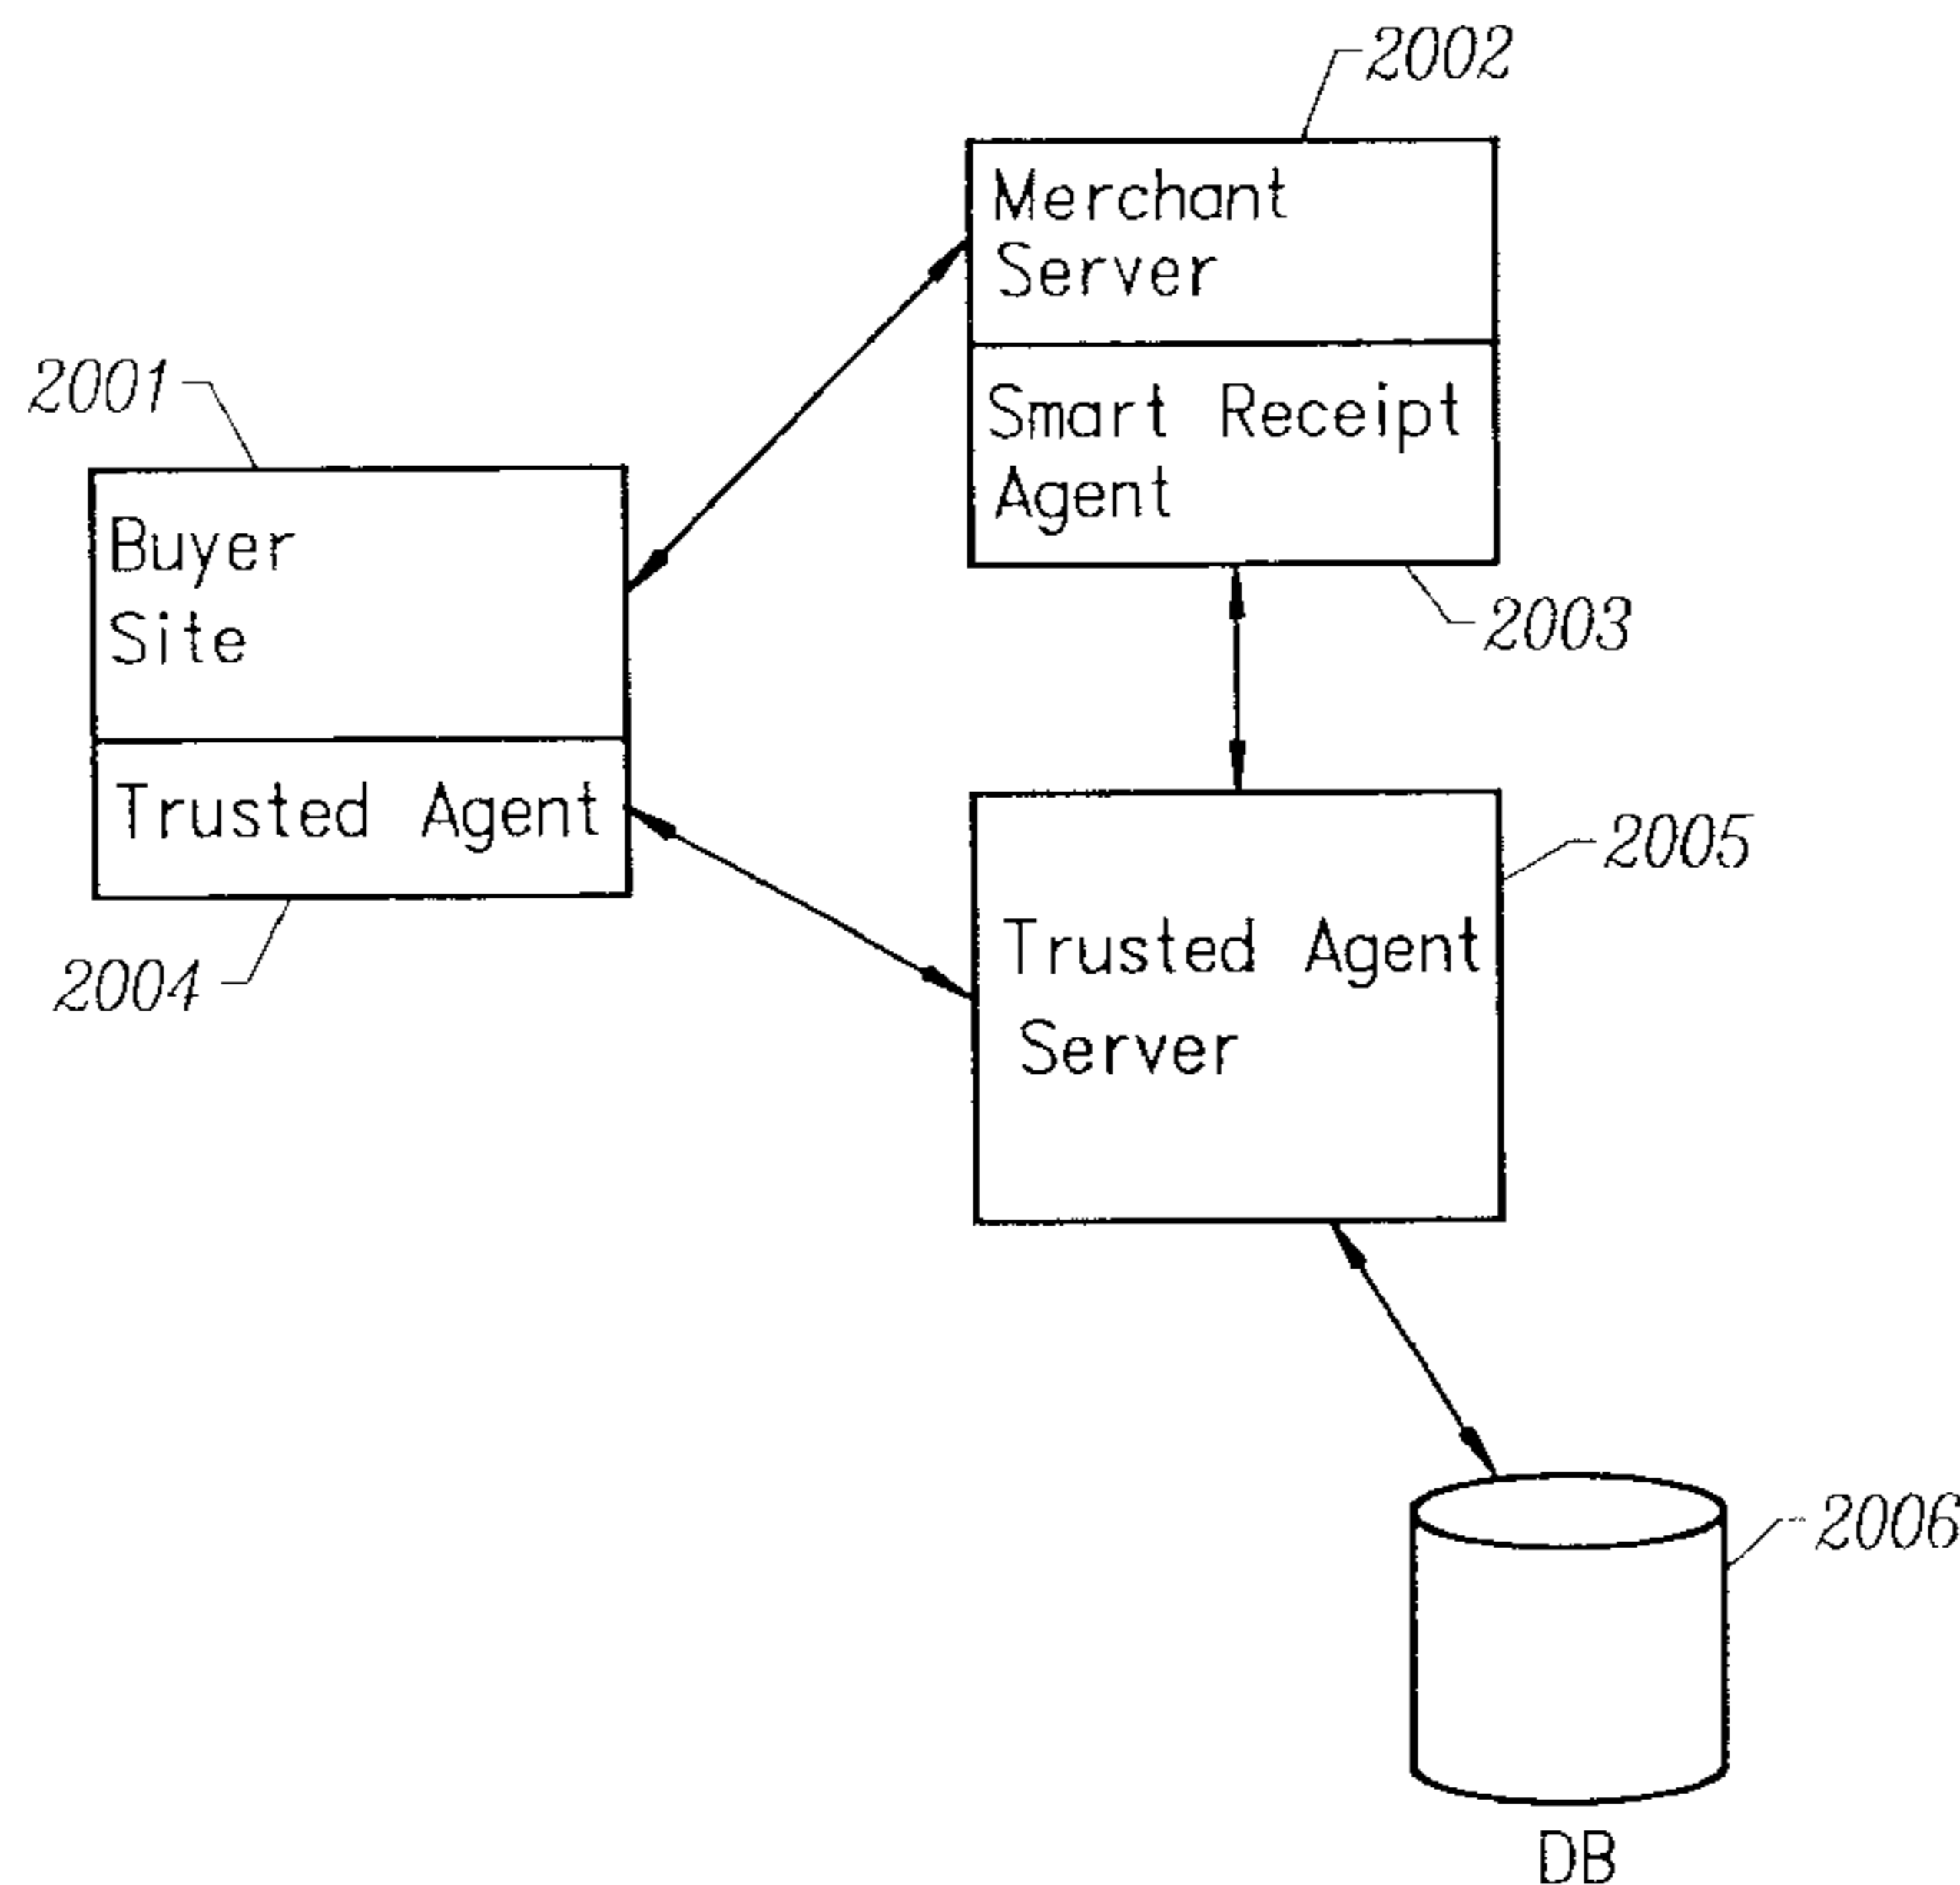 2002
Merchant
Server
2001
Smart Receipt
Agent
Buyer
Site
2003
Trusted Agent
2005
2004
Trusted Agent
Server
2006
DB